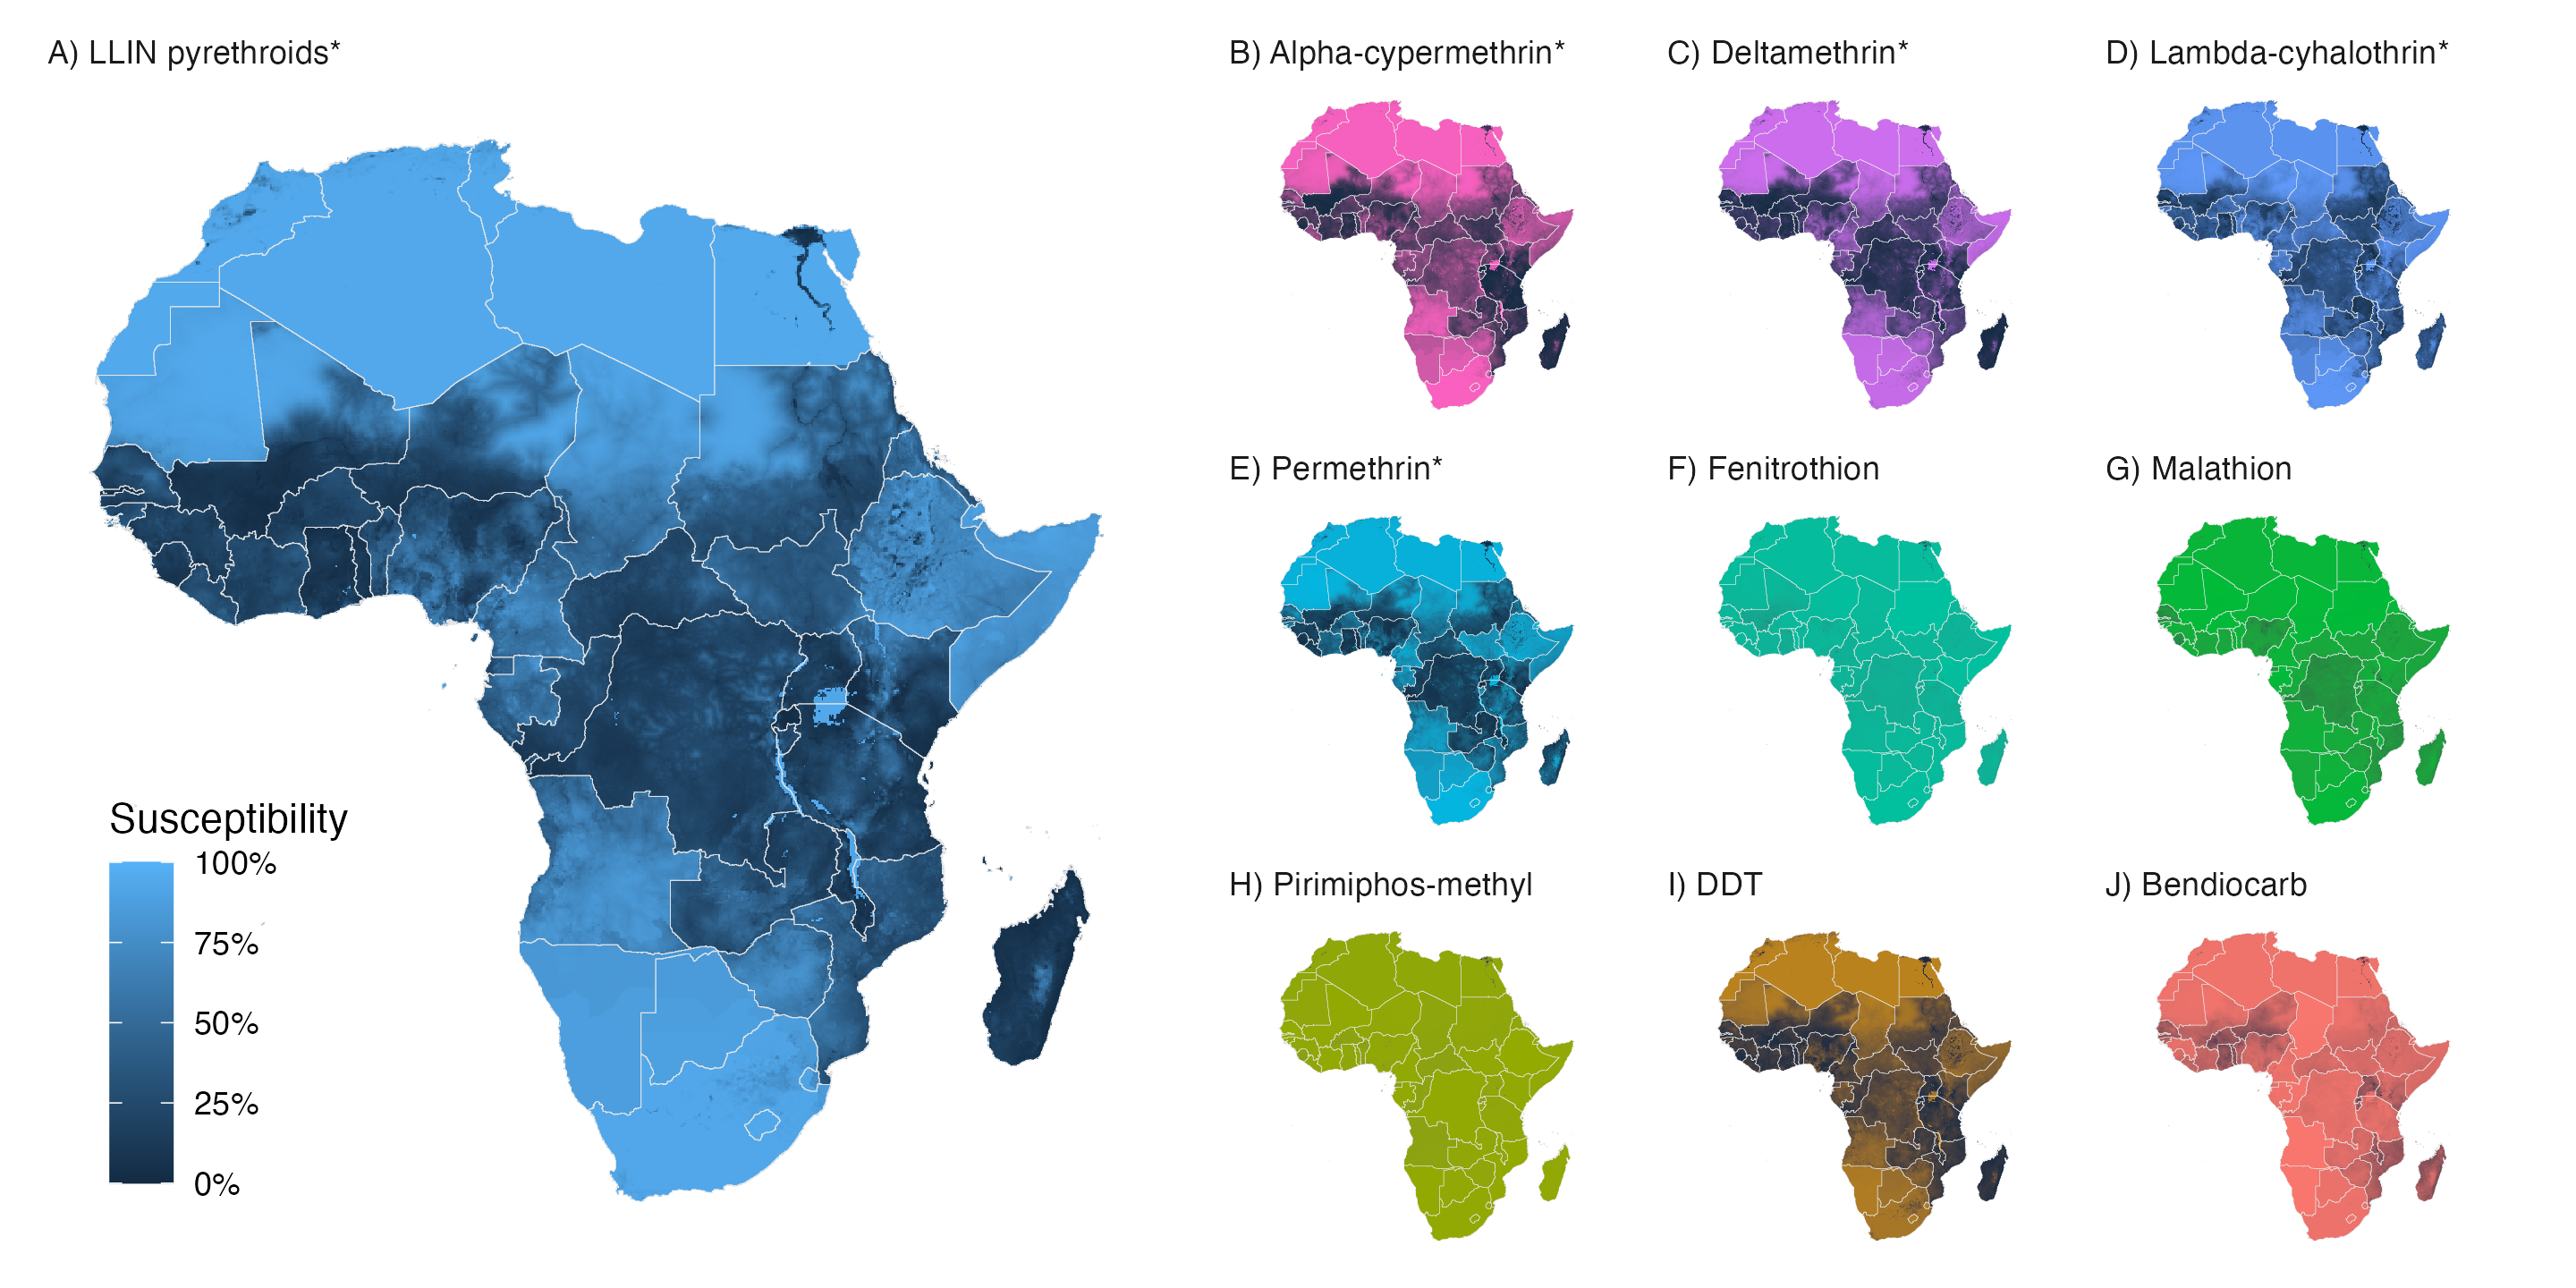 A) LLIN pyrethroids*
B) Alpha-cypermethrin*
C) Deltamethrin*
D) Lambda-cyhalothrin*
E) Permethrin*
F) Fenitrothion
G) Malathion
Susceptibility
100%
75%
50%
25%
0%
H) Pirimiphos-methyl
I) DDT
J) Bendiocarb